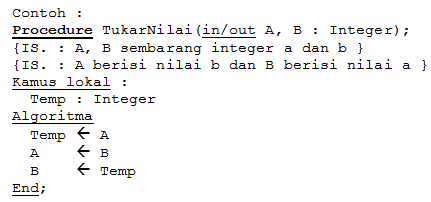 Contoh :
Procedure TukarNilai(in/out A, B : Integer);
{IS. : A, B sembarang integer a dan b }
{IS. : A berisi nilai b dan B berisi nilai a }
Kamus lokal :
Temp : Integer
Algoritma
Temp ← A
A ← B
B ← Temp
End;